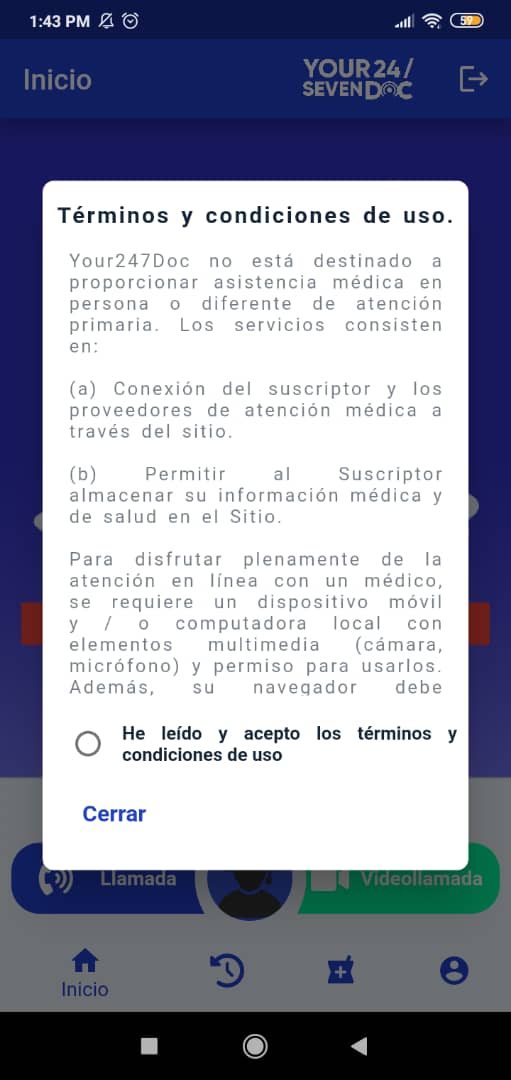 1:43 PM
59
Inicio
YOUR 24/
SEVEN DOC
Términos y condiciones de uso.
Your247Doc no está destinado a
proporcionar asistencia médica en
persona o diferente de atención
primaria. Los servicios consisten
en:
(a) Conexión del suscriptor y los
proveedores de atención médica a
través del sitio.
(b) Permitir al Suscriptor
almacenar su información médica y
de salud en el Sitio.
Para disfrutar plenamente de la
atención en línea con un médico,
se requiere un dispositivo móvil
y / o computadora local con
elementos multimedia (cámara,
micrófono) y permiso para usarlos.
Además, su navegador debe
He leído y acepto los términos y
condiciones de uso
Cerrar
Llamada
Videollamada
Inicio